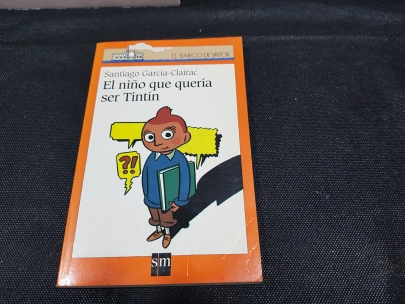 EL BARCO DE VAPOR
Santiago García-Clairac
El niño que quería
ser Tintín
?!
sm